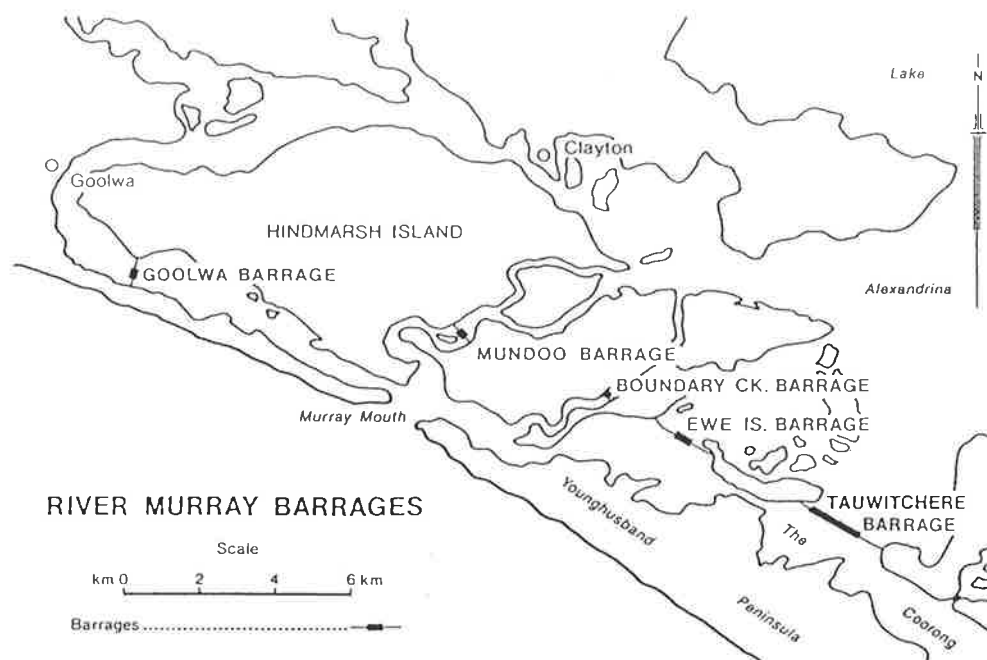 Lake
N
Clayton
Goolwa
HINDMARSH ISLAND
GOOLWA BARRAGE
Alexandrina
MUNDOO BARRAGE
BOUNDARY CK. BARRAGE
Murray Mouth
EWE IS. BARRAGE
RIVER MURRAY BARRAGES
Younghusband
Peninsula
TAUWITCHERE
BARRAGE
The
Coorong
Scale
km 0 2 4 6 km
Barrages